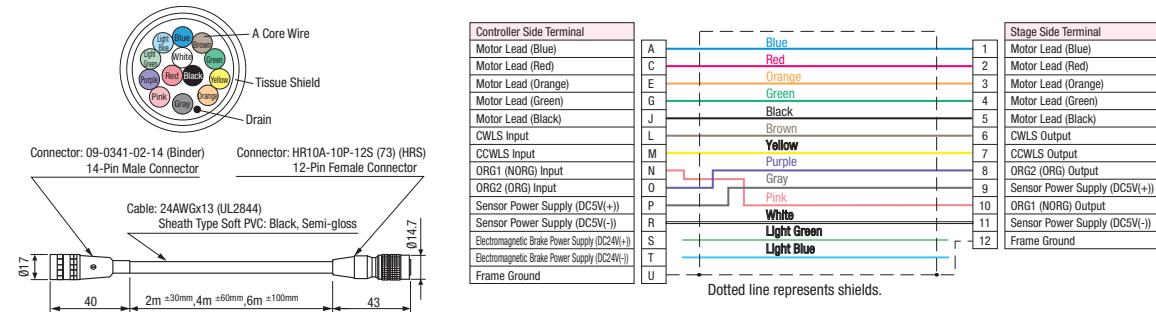 Light
Blue
Blue
Brown
A Core Wire
Light
Green
White
Green
Purple
Red
Black
Yellow
Tissue Shield
Pink
Gray
Orange
Drain
Connector: 09-0341-02-14 (Binder)
14-Pin Male Connector
Connector: HR10A-10P-12S (73) (HRS)
12-Pin Female Connector
Cable: 24AWGx13 (UL2844)
Sheath Type Soft PVC: Black, Semi-gloss
Ø17
Ø14.7
40
2m ±30mm,4m ±60mm,6m ±100mm
43
Controller Side Terminal
Motor Lead (Blue) A
Motor Lead (Red) C
Motor Lead (Orange) E
Motor Lead (Green) G
Motor Lead (Black) J
CWLS Input L
CCWLS Input M
ORG1 (NORG) Input N
ORG2 (ORG) Input O
Sensor Power Supply (DC5V(+)) P
Sensor Power Supply (DC5V(-)) R
Electromagnetic Brake Power Supply (DC24V(+)) S
Electromagnetic Brake Power Supply (DC24V(-)) T
Frame Ground U
Blue
Red
Orange
Green
Black
Brown
Yellow
Purple
Gray
Pink
White
Light Green
Light Blue
Dotted line represents shields.
Stage Side Terminal
1 Motor Lead (Blue)
2 Motor Lead (Red)
3 Motor Lead (Orange)
4 Motor Lead (Green)
5 Motor Lead (Black)
6 CWLS Output
7 CCWLS Output
8 ORG2 (ORG) Output
9 Sensor Power Supply (DC5V(+))
10 ORG1 (NORG) Output
11 Sensor Power Supply (DC5V(-))
12 Frame Ground